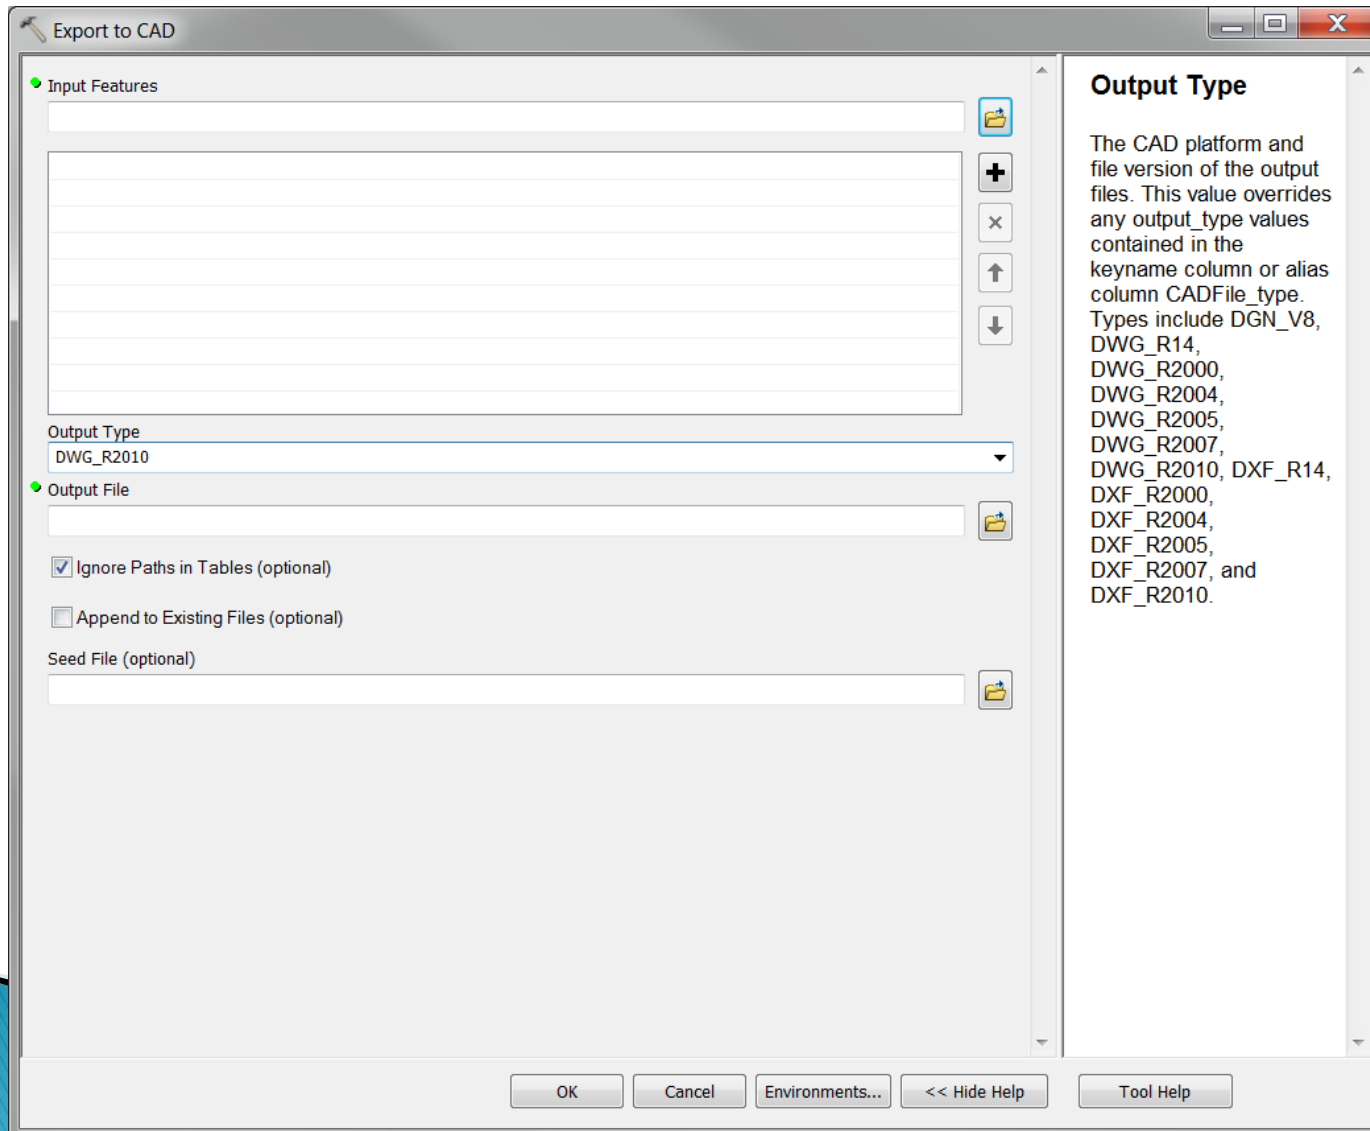 Export to CAD
Input Features
Output Type
DWG_R2010
Output File
Ignore Paths in Tables (optional)
Append to Existing Files (optional)
Seed File (optional)
Output Type
The CAD platform and
file version of the output
files. This value overrides
any output_type values
contained in the
keyname column or alias
column CADFile_type.
Types include DGN_V8,
DWG_R14,
DWG_R2000,
DWG_R2004,
DWG_R2005,
DWG_R2007,
DWG_R2010, DXF_R14,
DXF_R2000,
DXF_R2004,
DXF_R2005,
DXF_R2007, and
DXF_R2010.
OK
Cancel
Environments...
<< Hide Help
Tool Help